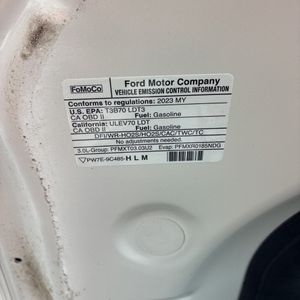 FoMoCo
Ford Motor Company
VEHICLE EMISSION CONTROL INFORMATION
Conforms to regulations: 2023 MY
U.S. EPA: T3B70 LDT3
CA OBD II Fuel: Gasoline
California: ULEV70 LDT
CA OBD II Fuel: Gasoline
DFI/WR-HO2S/HO2S/CAC/TWC/TC
No adjustments needed.
3.0L-Group: PFMXT03.03U2 Evap: PFMXR0185NDG
PW7E-9C485-HLM